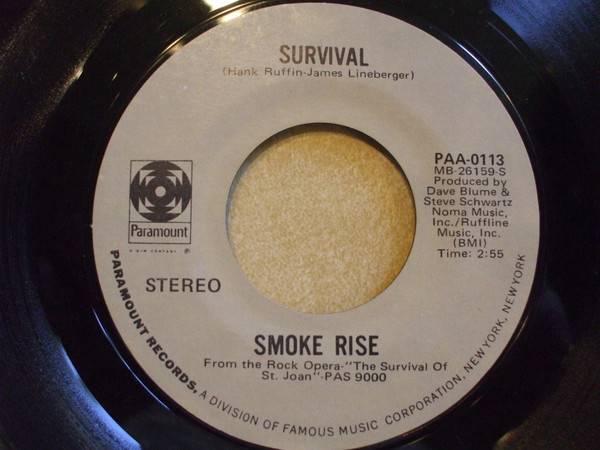 SURVIVAL
(Hank Ruffin-James Lineberger)
PAA-0113
MB-26159-S
Produced by
Dave Blume &
Steve Schwartz
Noma Music,
Inc./Ruffline
Music, Inc.
(BMI)
Time: 2:55
Paramount
STEREO
SMOKE RISE
From the Rock Opera-"The Survival Of
St. Joan"-PAS 9000
PARAMOUNT RECORDS, A DIVISION OF FAMOUS MUSIC CORPORATION, NEW YORK, NEW YORK